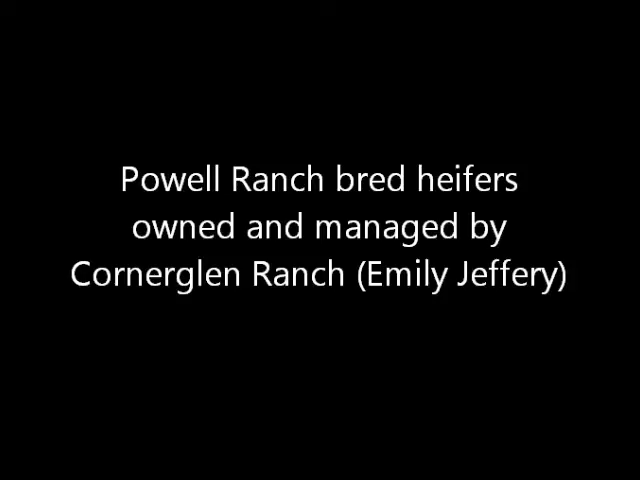 Powell Ranch bred heifers
owned and managed by
Cornerglen Ranch (Emily Jeffery)